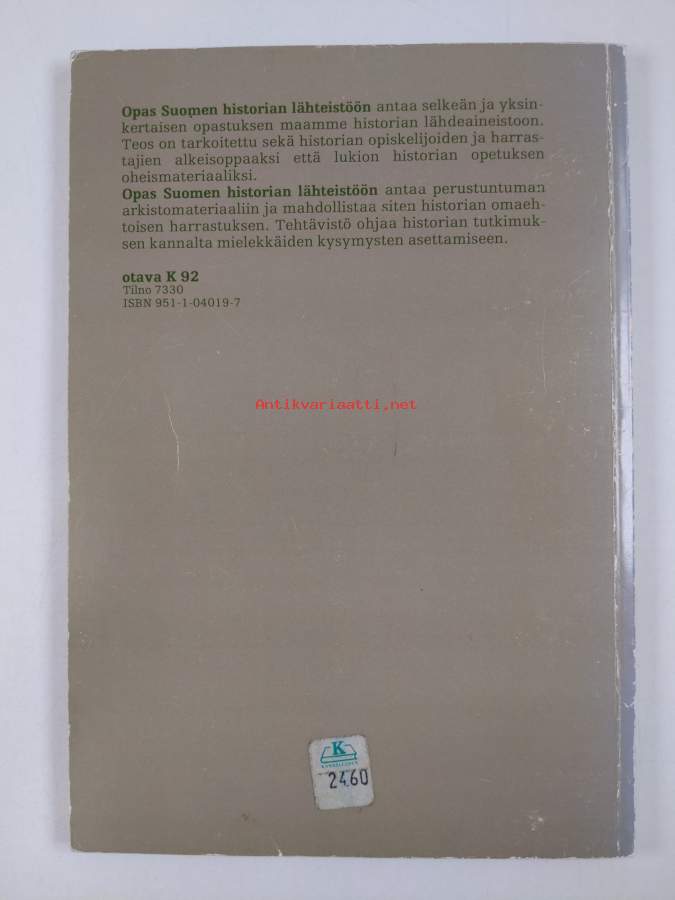 Opas Suomen historian lähteistöön antaa selkeän ja yksin-
kertaisen opastuksen maamme historian lähdeaineistoon.
Teos on tarkoitettu sekä historian opiskelijoiden ja harras-
tajien alkeisoppaaksi että lukion historian opetuksen
oheismateriaaliksi.
Opas Suomen historian lähteistöön antaa perustuntuman
arkistomateriaaliin ja mahdollistaa siten historian omaeh-
toisen harrastuksen. Tehtävistö ohjaa historian tutkimuk-
sen kannalta mielekkäiden kysymysten asettamiseen.
otava K 92
Tilno 7330
ISBN 951-1-04019-7
Antikvariaatti.net
K
24.60